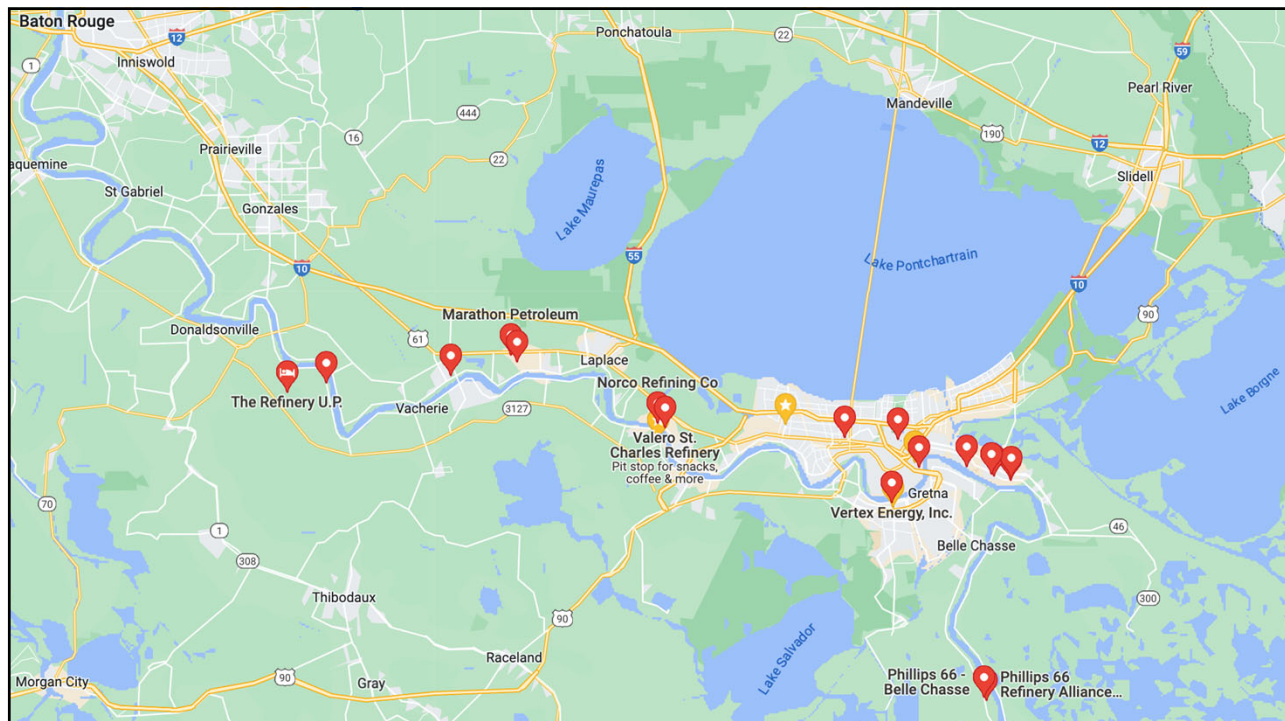 Baton Rouge
12
Inniswold
1
Ponchatoula
22
59
Pearl River
444
Mandeville
190
12
16
Prairieville
22
aquemine
St Gabriel
Slidell
Gonzales
Lake Maurepas
55
Lake Pontchartrain
10
10
90
Donaldsonville
61
Marathon Petroleum
Laplace
Lake Borgne
The Refinery U.P.
Vacherie
3127
Norco Refining Co
Valero St.
Charles Refinery
Pit stop for snacks,
coffee & more
Gretna
Vertex Energy, Inc.
70
Belle Chasse
46
1
308
Thibodaux
300
90
Lake Salvador
Raceland
Morgan City
90
Gray
Phillips 66 -
Belle Chasse
Phillips 66
Refinery Alliance...